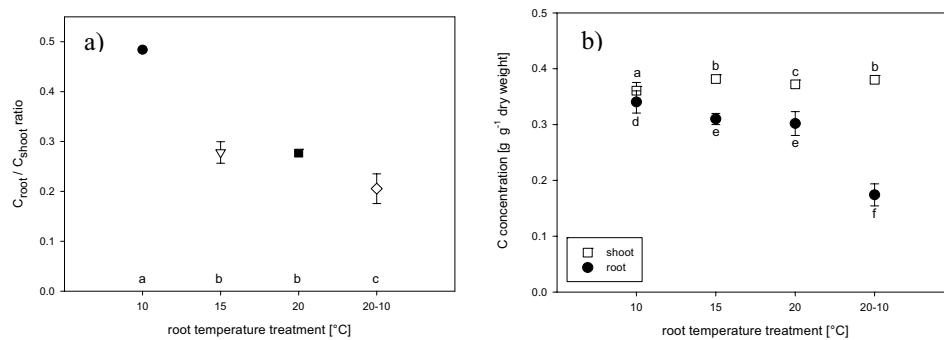 a)
C_root / C_shoot ratio
0.5
0.4
0.3
0.2
0.1
0.0
a b b c
10 15 20 20-10
root temperature treatment [°C]
b)
C concentration [g g⁻¹ dry weight]
0.5
0.4
0.3
0.2
0.1
0.0
a b c b
d e e f
shoot
root
10 15 20 20-10
root temperature treatment [°C]